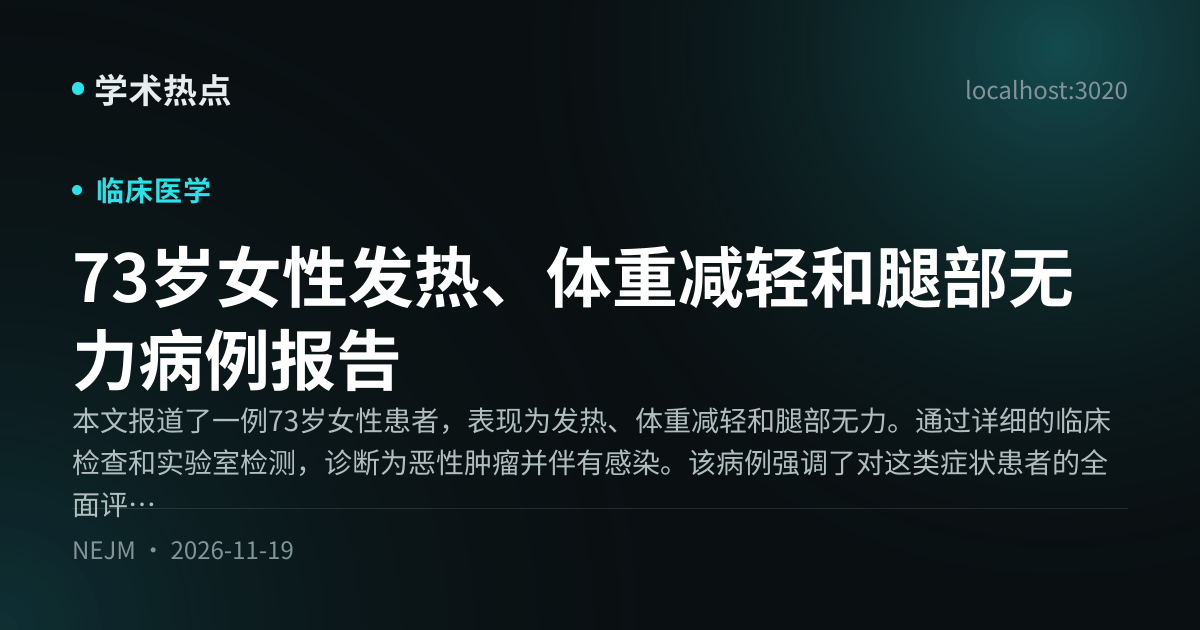 学术热点
localhost:3020
临床医学
73岁女性发热、体重减轻和腿部无
力病例报告
本文报道了一例73岁女性患者，表现为发热、体重减轻和腿部无力。通过详细的临床
检查和实验室检测，诊断为恶性肿瘤并伴有感染。该病例强调了对这类症状患者的全
面评…
NEJM • 2026-11-19